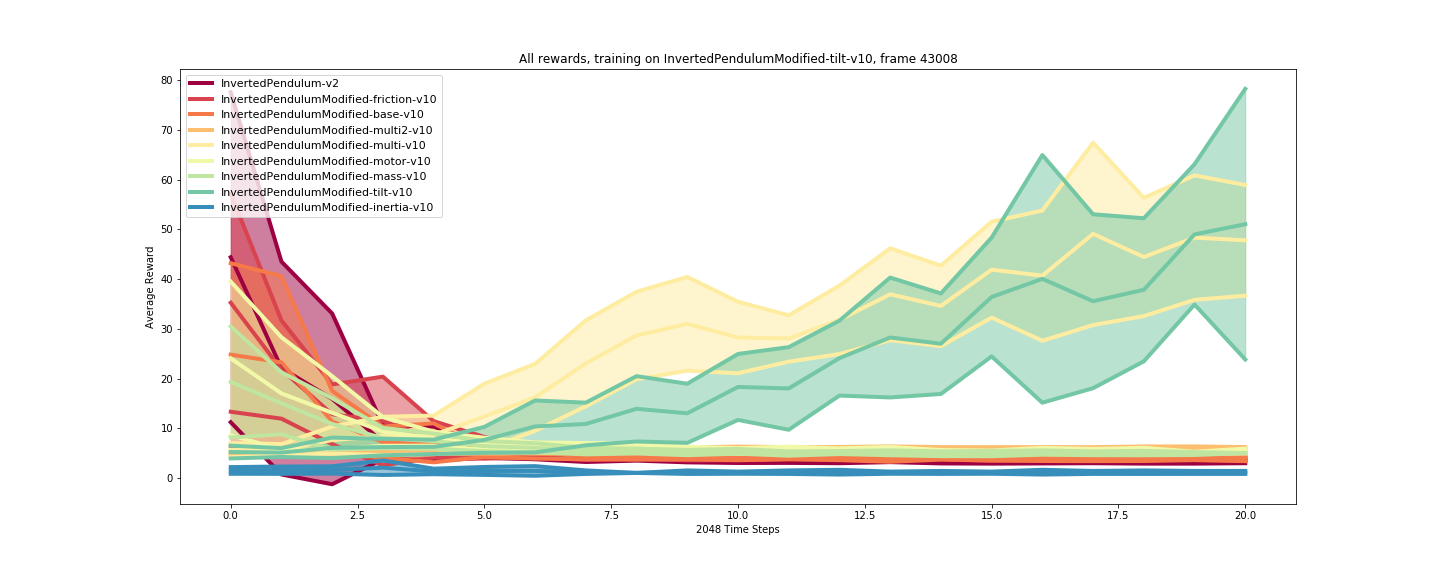 All rewards, training on InvertedPendulumModified-tilt-v10, frame 43008
InvertedPendulum-v2
InvertedPendulumModified-friction-v10
InvertedPendulumModified-base-v10
InvertedPendulumModified-multi2-v10
InvertedPendulumModified-multi-v10
InvertedPendulumModified-motor-v10
InvertedPendulumModified-mass-v10
InvertedPendulumModified-tilt-v10
InvertedPendulumModified-inertia-v10
Average Reward
80
70
60
50
40
30
20
10
0
0.0 2.5 5.0 7.5 10.0 12.5 15.0 17.5 20.0
2048 Time Steps